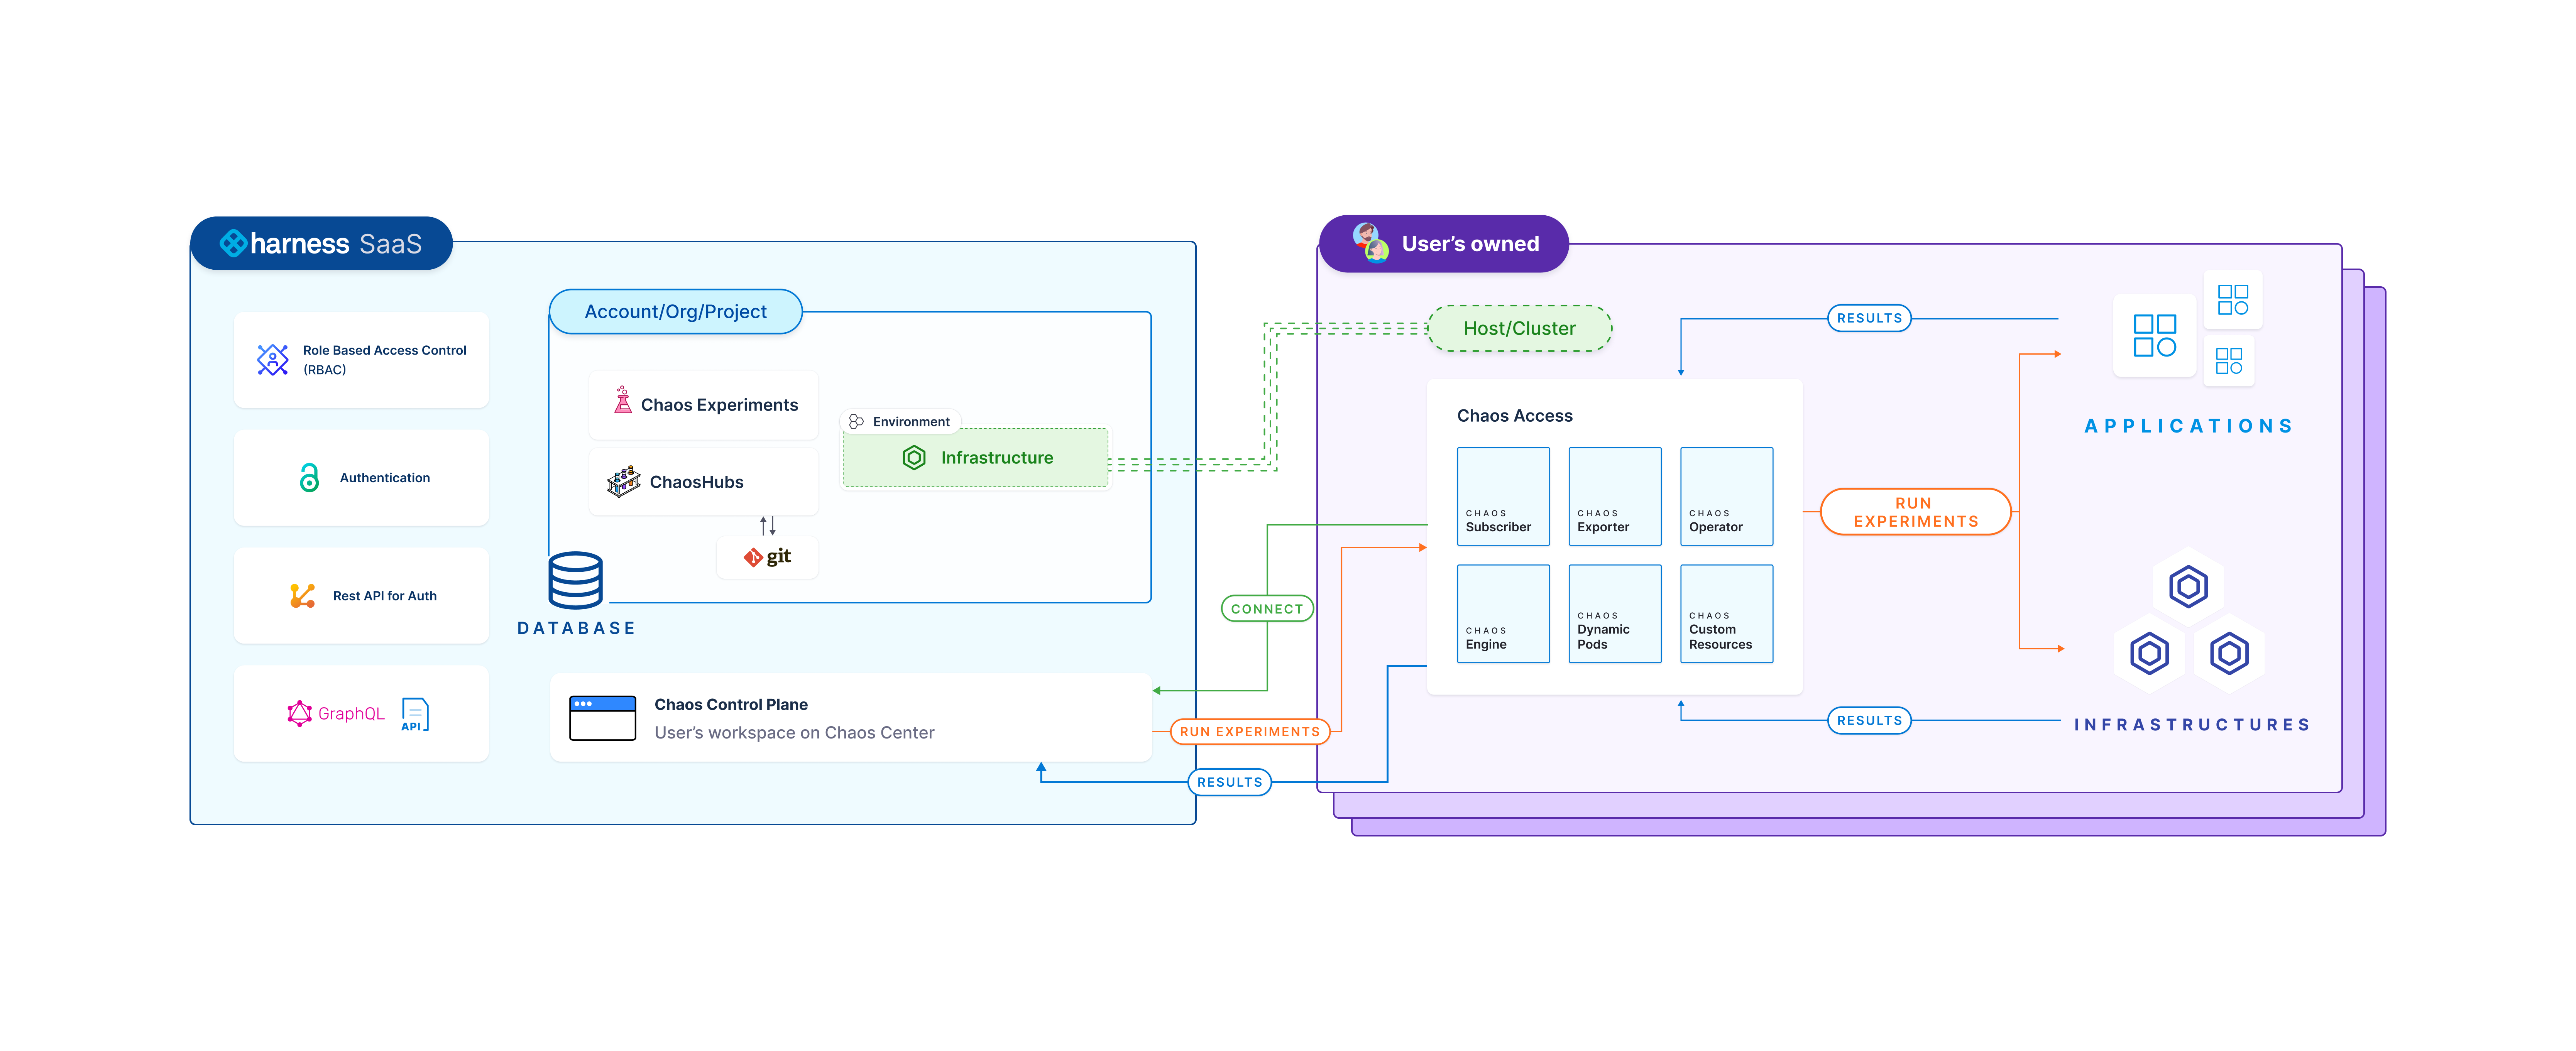 harness SaaS
Role Based Access Control
(RBAC)
Authentication
Rest API for Auth
GraphQL
API
Account/Org/Project
Chaos Experiments
ChaosHubs
git
Environment
Infrastructure
DATABASE
Chaos Control Plane
User's workspace on Chaos Center
CONNECT
RUN EXPERIMENTS
RESULTS
User's owned
Host/Cluster
Chaos Access
CHAOS
Subscriber
CHAOS
Exporter
CHAOS
Operator
CHAOS
Engine
CHAOS
Dynamic
Pods
CHAOS
Custom
Resources
RESULTS
RUN
EXPERIMENTS
RESULTS
APPLICATIONS
INFRASTRUCTURES